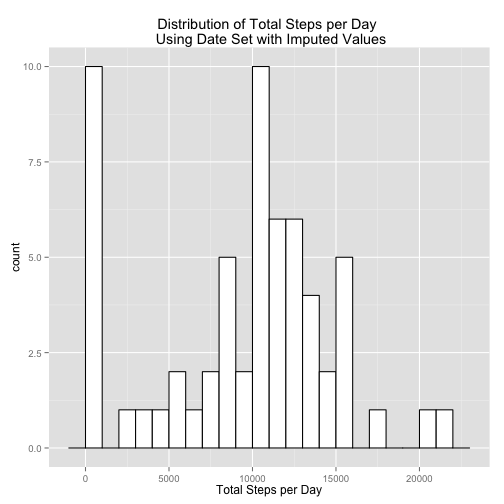 Distribution of Total Steps per Day
Using Date Set with Imputed Values
10.0
7.5
5.0
2.5
0.0
count
0 5000 10000 15000 20000
Total Steps per Day